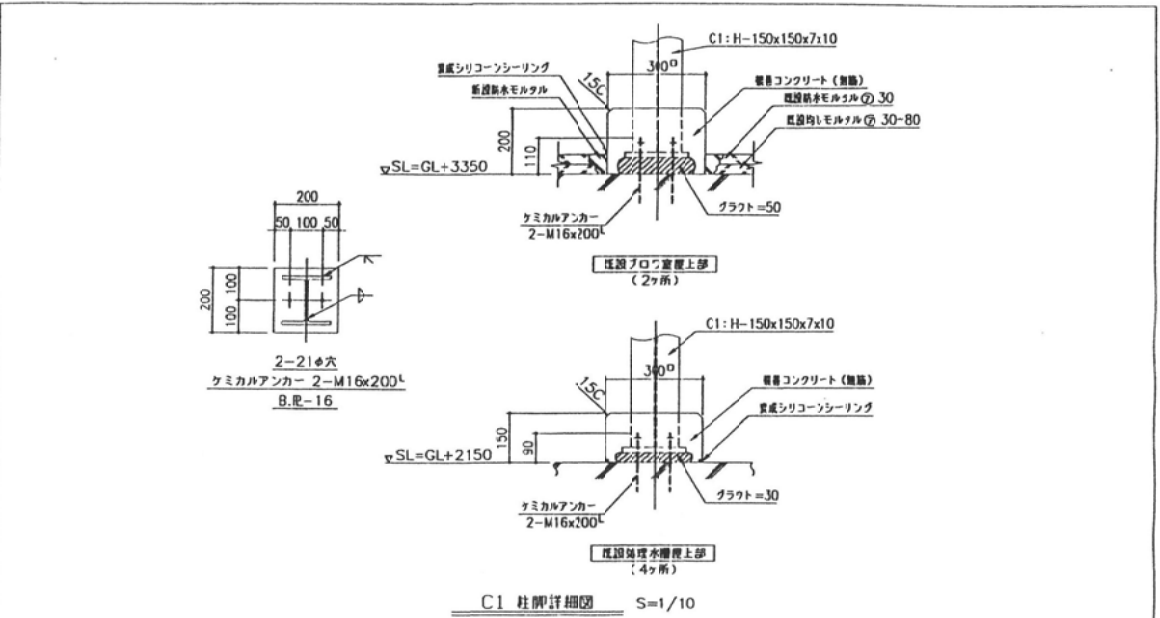 C1:H-150x150x7x10
変成シリコーンシーリング
300□
15C
新設防水モルタル
根巻コンクリート(無筋)
既設防水モルタル ㋐ 30
既設均しモルタル ㋐ 30-80
200
110
▽SL=GL+3350
グラウト=50
ケミカルアンカー
2-M16x200L
既設ブロワ室屋上部
(2ヶ所)
200
50 100 50
200
100
100
2-21φ穴
ケミカルアンカー 2-M16x200L
B.PL-16
C1:H-150x150x7x10
300□
15C
根巻コンクリート(無筋)
変成シリコーンシーリング
150
90
▽SL=GL+2150
グラウト=30
ケミカルアンカー
2-M16x200L
既設処理水槽屋上部
(4ヶ所)
C1 柱脚詳細図 S=1/10